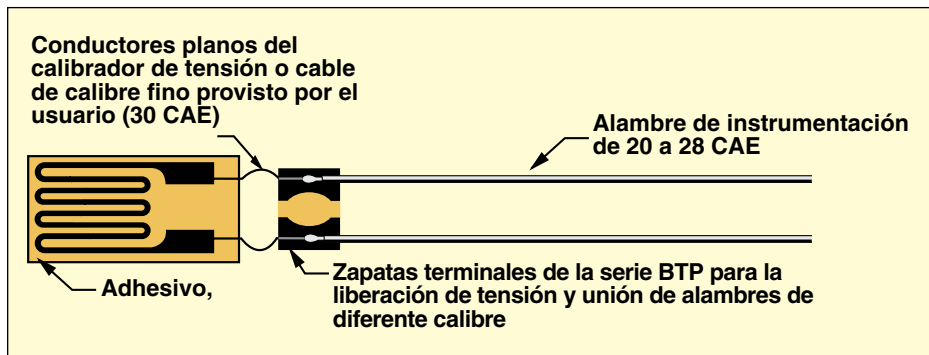 Conductores planos del
calibrador de tensión o cable
de calibre fino provisto por el
usuario (30 CAE)
Alambre de instrumentación
de 20 a 28 CAE
Adhesivo,
Zapatas terminales de la serie BTP para la
liberación de tensión y unión de alambres de
diferente calibre